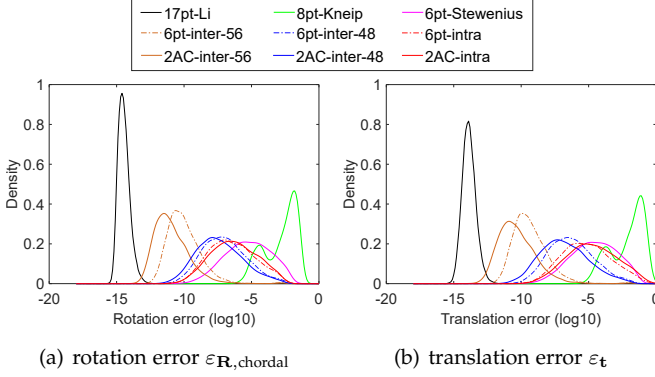 17pt-Li 8pt-Kneip 6pt-Stewenius
6pt-inter-56 6pt-inter-48 6pt-intra
2AC-inter-56 2AC-inter-48 2AC-intra
1 1
0.8 0.8
0.6 0.6
0.4 0.4
0.2 0.2
0 0
Density Density
-20 -15 -10 -5 0 -20 -15 -10 -5 0
Rotation error (log10) Translation error (log10)
(a) rotation error ε_R,chordal (b) translation error ε_t